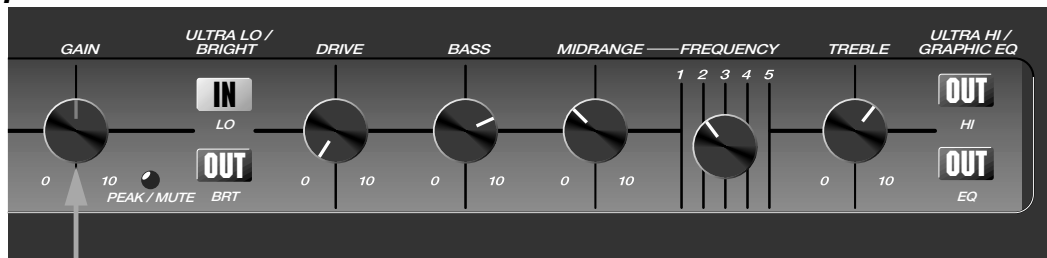 GAIN
ULTRA LO /
BRIGHT
DRIVE
BASS
MIDRANGE
FREQUENCY
TREBLE
ULTRA HI /
GRAPHIC EQ
1 2 3 4 5
IN
OUT
LO
HI
OUT
OUT
0 10
0 10
0 10
0 10
0 10
PEAK / MUTE
BRT
EQ